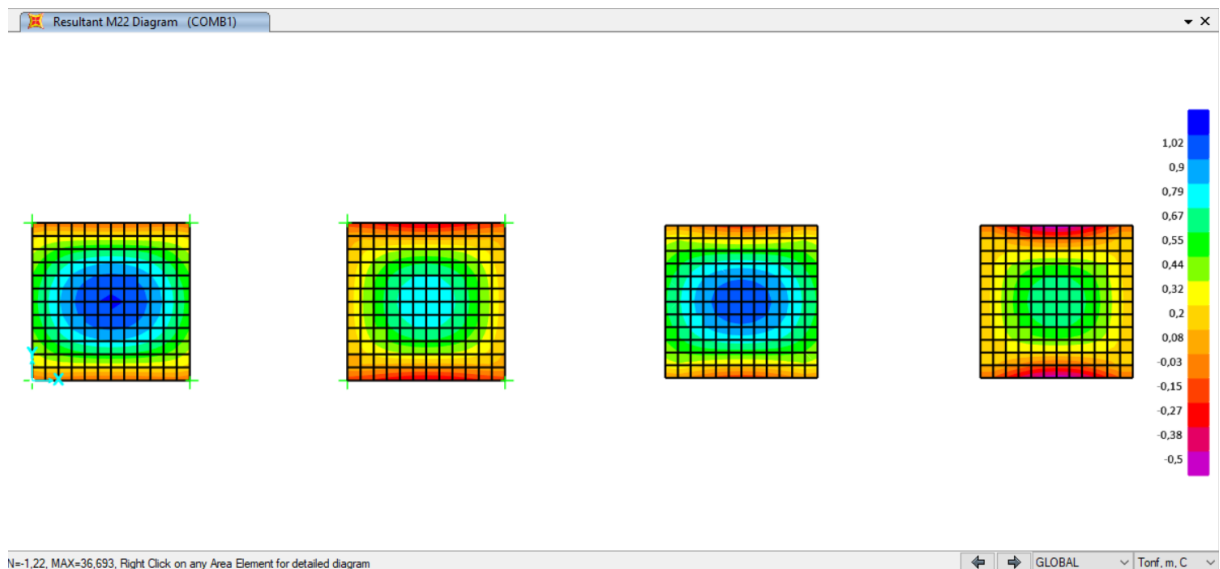 Resultant M22 Diagram (COMB1)
1,02
0,9
0,79
0,67
0,55
0,44
0,32
0,2
0,08
-0,03
-0,15
-0,27
-0,38
-0,5
X
N=-1,22, MAX=36,693, Right Click on any Area Element for detailed diagram
GLOBAL
Tonf, m, C